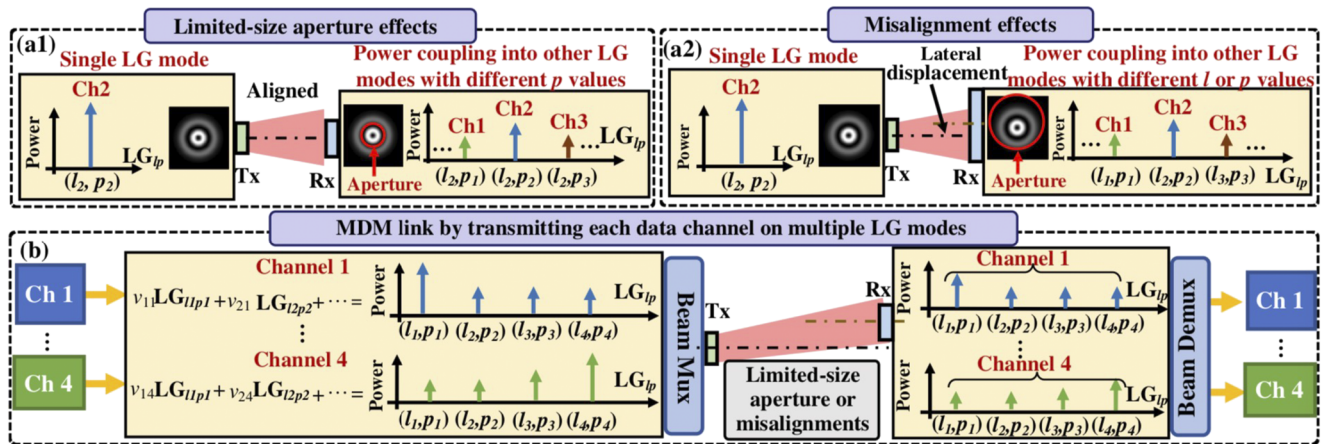 Limited-size aperture effects
(a1)
Single LG mode
Power coupling into other LG
modes with different p values
Ch2
Power
LG_lp
(l₂, p₂)
Aligned
Tx
Rx
Aperture
Power
... Ch1
Ch2
Ch3 ...
LG_lp
(l₂,p₁) (l₂,p₂) (l₂,p₃)
Misalignment effects
(a2)
Single LG mode
Lateral
displacement
Power coupling into other LG
modes with different l or p values
Ch2
Power
LG_lp
(l₂, p₂)
Tx
Rx
Aperture
Power
... Ch1
Ch2
Ch3 ...
(l₁,p₁) (l₂,p₂) (l₃,p₃)
LG_lp
MDM link by transmitting each data channel on multiple LG modes
(b)
Ch 1
⋮
Ch 4
Channel 1
v₁₁LG_l1p1 + v₂₁ LG_l2p2 + ··· =
Power
LG_lp
(l₁,p₁) (l₂,p₂) (l₃,p₃) (l₄,p₄)
⋮
Channel 4
v₁₄LG_l1p1 + v₂₄LG_l2p2 + ··· =
Power
LG_lp
(l₁,p₁) (l₂,p₂) (l₃,p₃) (l₄,p₄)
Beam Mux
Tx
Rx
Limited-size
aperture or
misalignments
Channel 1
Power
LG_lp
(l₁,p₁) (l₂,p₂) (l₃,p₃) (l₄,p₄)
⋮
Channel 4
Power
LG_lp
(l₁,p₁) (l₂,p₂) (l₃,p₃) (l₄,p₄)
Beam Demux
Ch 1
⋮
Ch 4